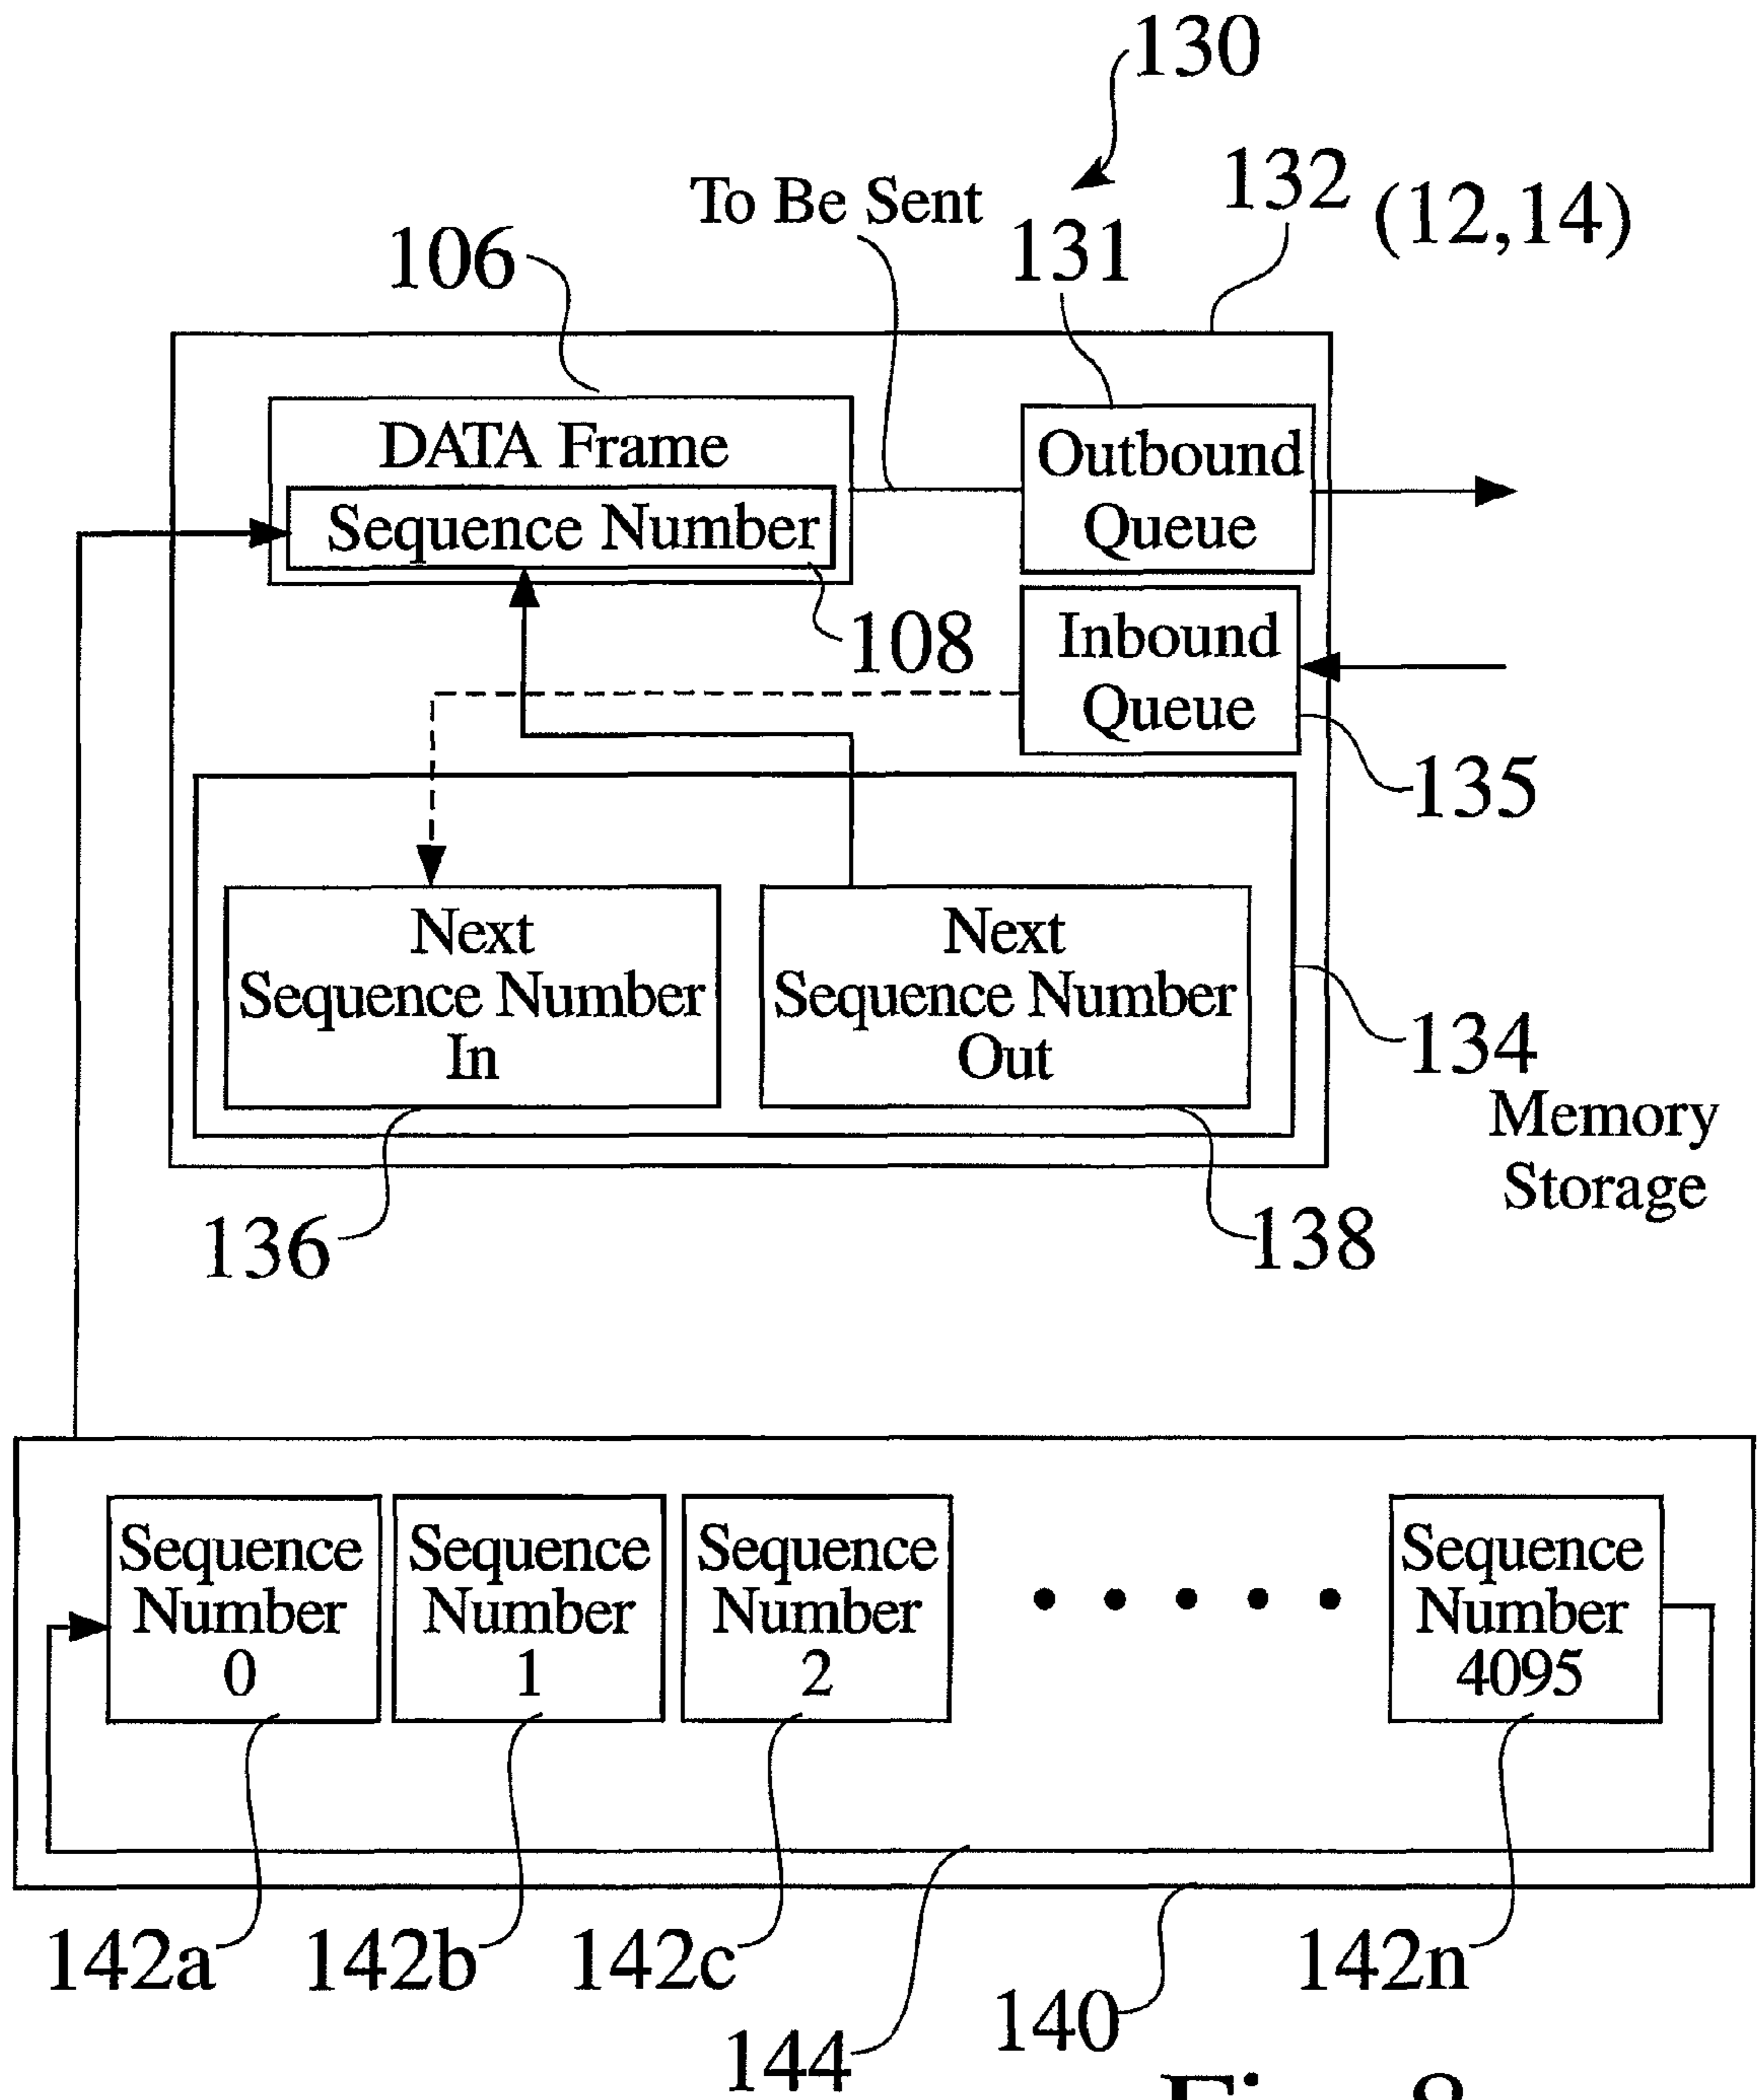 130
132 (12,14)
To Be Sent
131
106
DATA Frame
Sequence Number
Outbound
Queue
108
Inbound
Queue
135
Next
Sequence Number
In
Next
Sequence Number
Out
134
Memory
Storage
136
138
Sequence
Number
0
Sequence
Number
1
Sequence
Number
2
Sequence
Number
4095
142a
142b
142c
142n
140
144